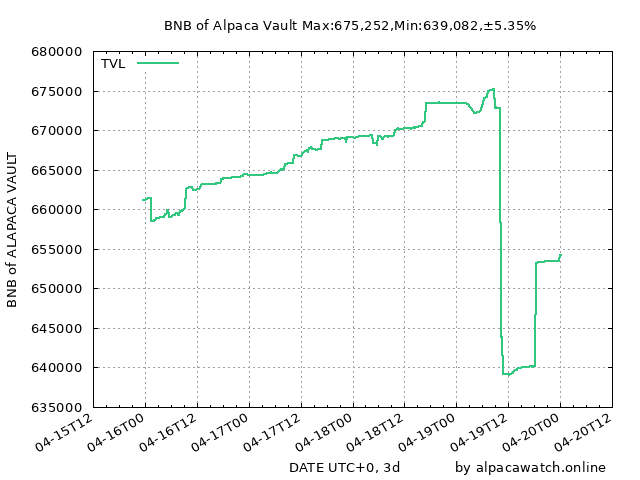 BNB of Alpaca Vault Max:675,252,Min:639,082,±5.35%
TVL
BNB of ALAPACA VAULT
680000
675000
670000
665000
660000
655000
650000
645000
640000
635000
04-15T12
04-16T00
04-16T12
04-17T00
04-17T12
04-18T00
04-18T12
04-19T00
04-19T12
04-20T00
04-20T12
DATE UTC+0, 3d
by alpacawatch.online